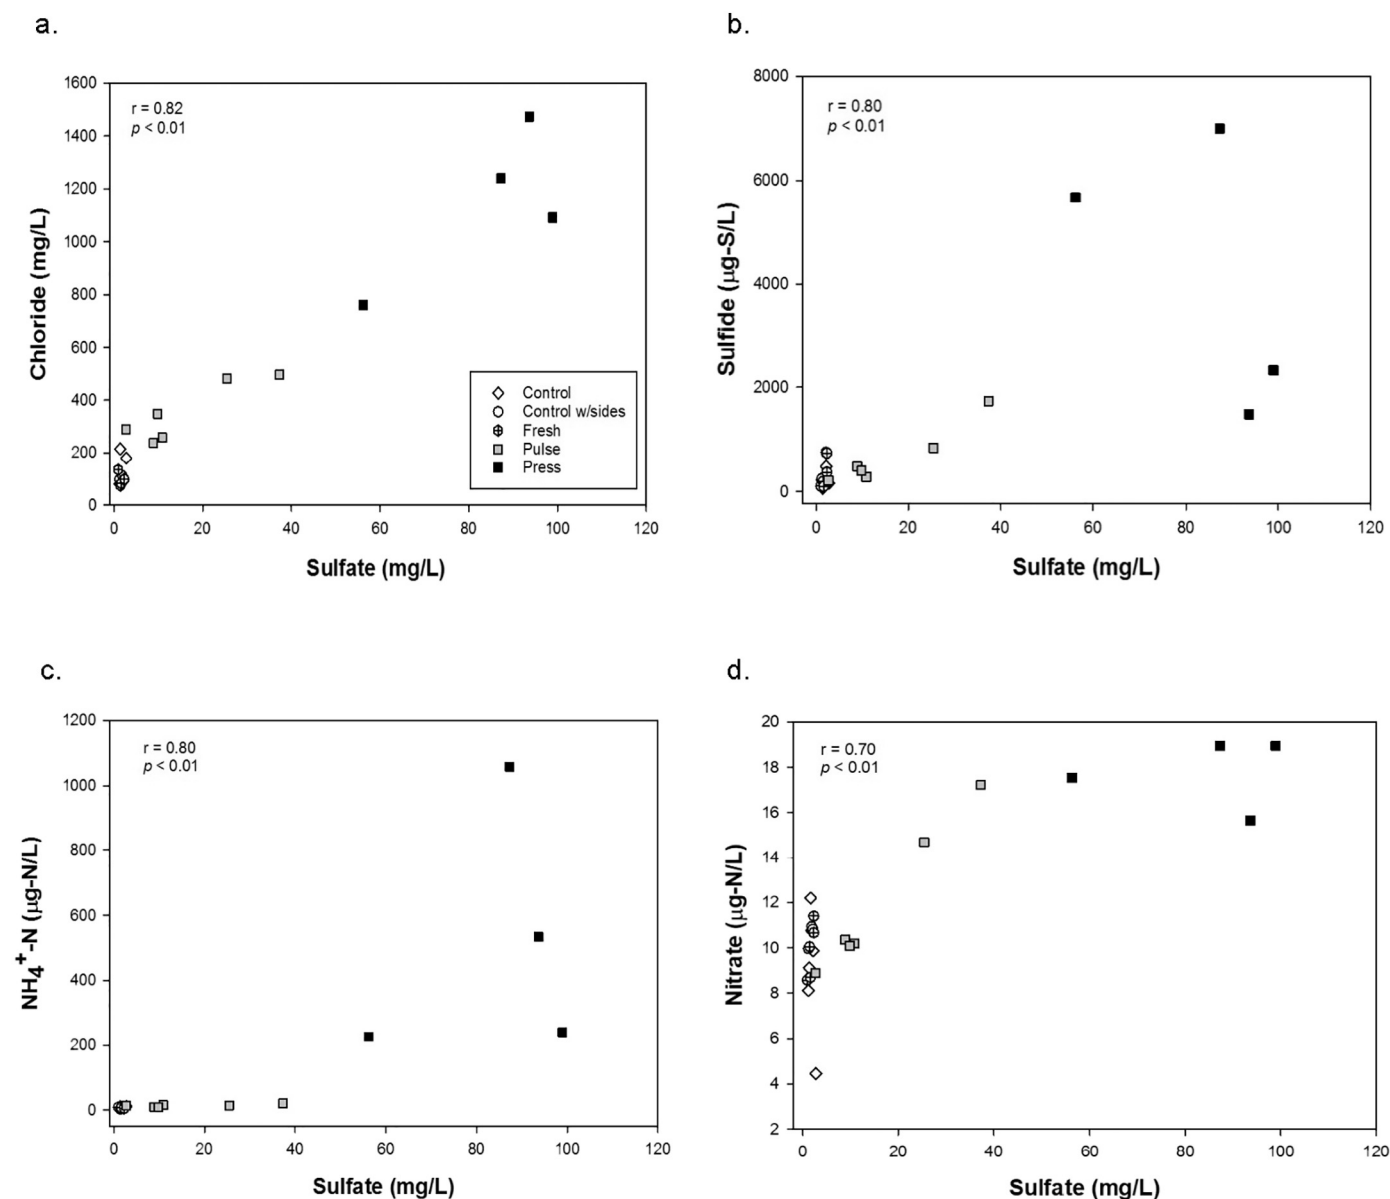 a.
r = 0.82
p < 0.01
1600
1400
1200
1000
800
600
400
200
0
Chloride (mg/L)
Control
Control w/sides
Fresh
Pulse
Press
0 20 40 60 80 100 120
Sulfate (mg/L)
b.
r = 0.80
p < 0.01
8000
6000
4000
2000
0
Sulfide (µg-S/L)
0 20 40 60 80 100 120
Sulfate (mg/L)
c.
r = 0.80
p < 0.01
1200
1000
800
600
400
200
0
NH4+-N (µg-N/L)
0 20 40 60 80 100 120
Sulfate (mg/L)
d.
r = 0.70
p < 0.01
20
18
16
14
12
10
8
6
4
2
Nitrate (µg-N/L)
0 20 40 60 80 100 120
Sulfate (mg/L)